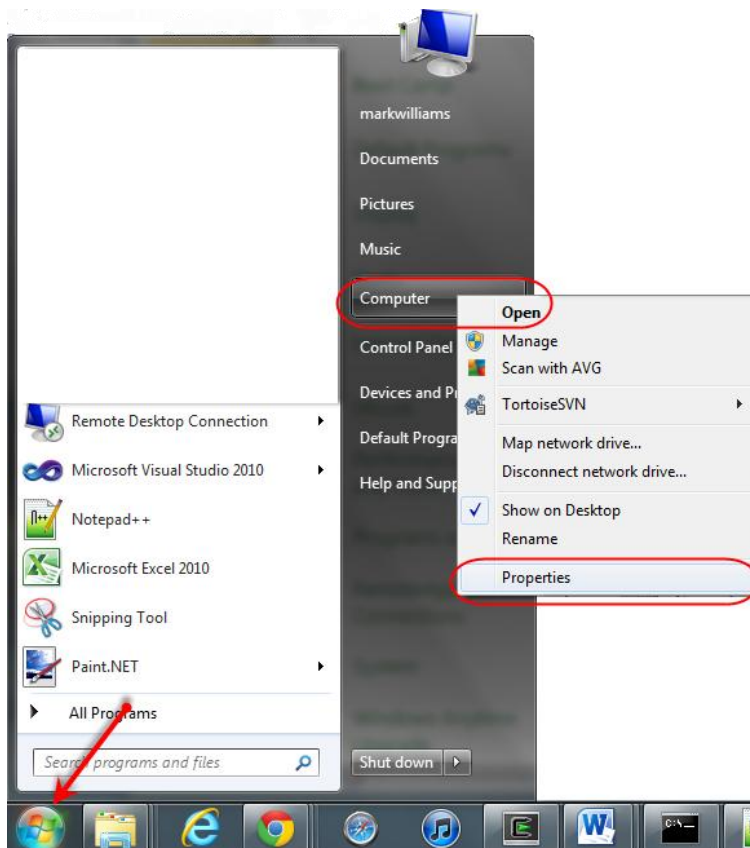 markwilliams
Documents
Pictures
Music
Computer
Control Panel
Devices and Pr
Default Progra
Help and Supp
Open
Manage
Scan with AVG
TortoiseSVN
Map network drive...
Disconnect network drive...
Show on Desktop
Rename
Properties
Remote Desktop Connection
Microsoft Visual Studio 2010
Notepad++
Microsoft Excel 2010
Snipping Tool
Paint.NET
All Programs
Search programs and files
Shut down